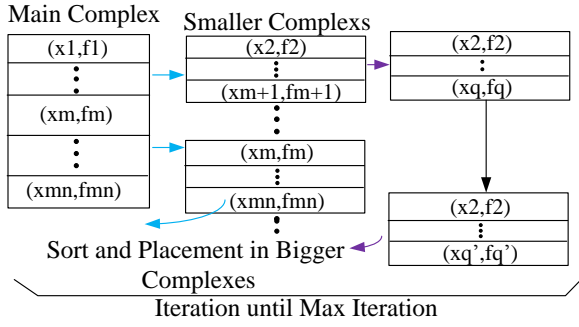 Main Complex
Smaller Complexs
(x1,f1)
(xm,fm)
(xmn,fmn)
(x2,f2)
(xm+1,fm+1)
(xm,fm)
(xmn,fmn)
(x2,f2)
(xq,fq)
(x2,f2)
(xq’,fq’)
Sort and Placement in Bigger
Complexes
Iteration until Max Iteration